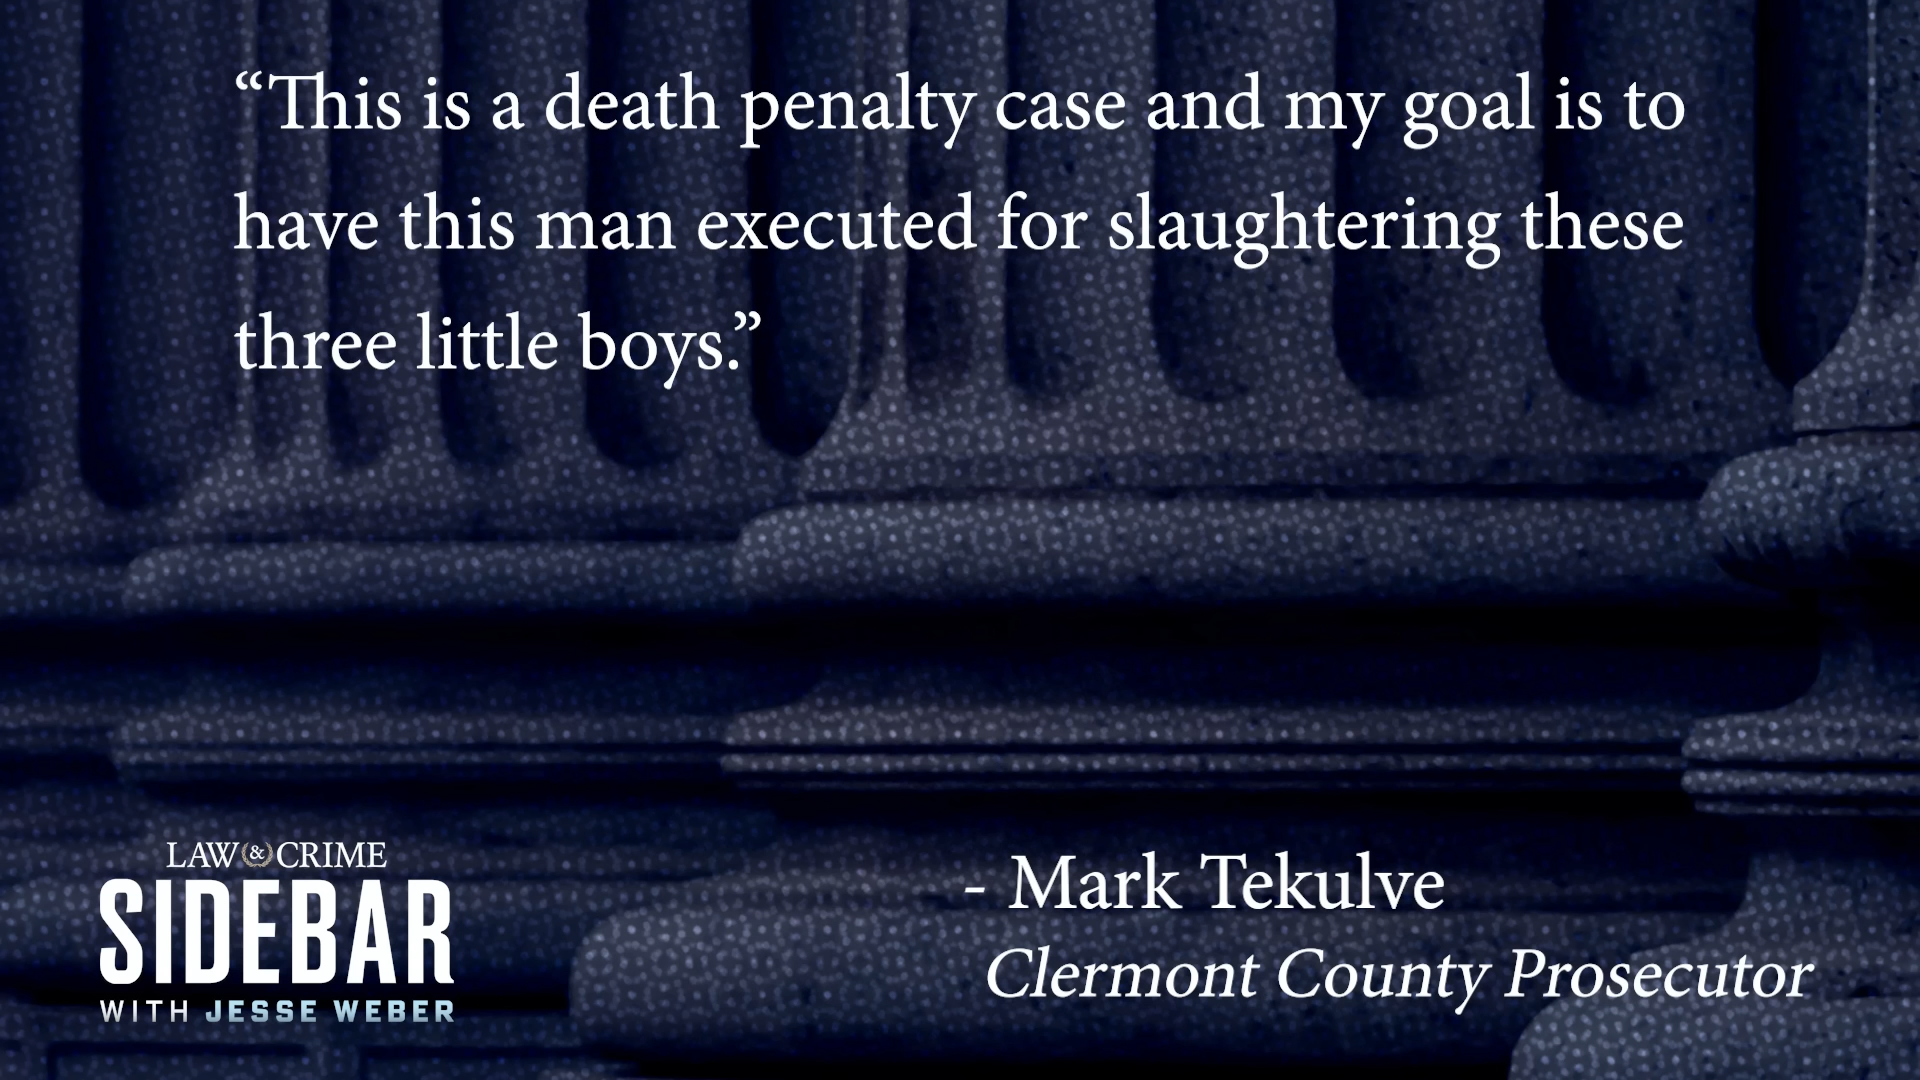 “This is a death penalty case and my goal is to
have this man executed for slaughtering these
three little boys.”
- Mark Tekulve
Clermont County Prosecutor
LAW & CRIME
SIDEBAR
WITH JESSE WEBER